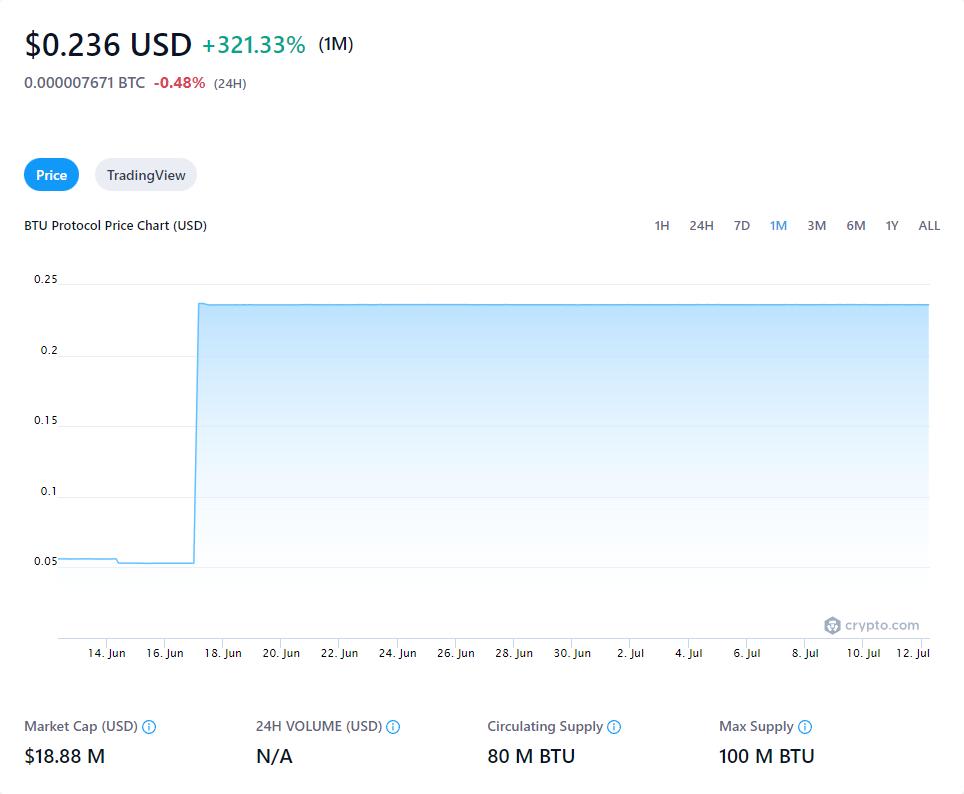 $0.236 USD +321.33% (1M)
0.000007671 BTC -0.48% (24H)
Price TradingView
BTU Protocol Price Chart (USD) 1H 24H 7D 1M 3M 6M 1Y ALL
0.25
0.2
0.15
0.1
0.05
crypto.com
14. Jun 16. Jun 18. Jun 20. Jun 22. Jun 24. Jun 26. Jun 28. Jun 30. Jun 2. Jul 4. Jul 6. Jul 8. Jul 10. Jul 12. Jul
Market Cap (USD) 24H VOLUME (USD) Circulating Supply Max Supply
$18.88 M N/A 80 M BTU 100 M BTU